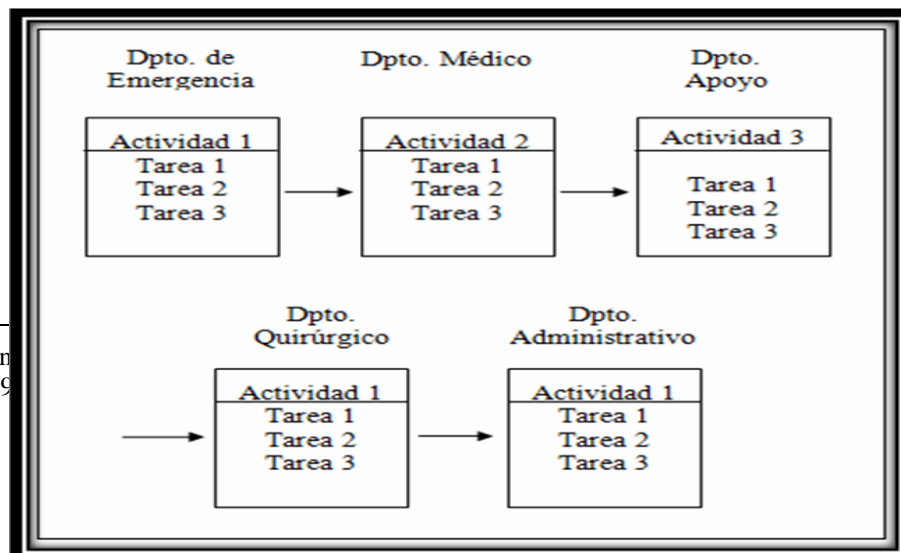 Dpto. de
Emergencia
Dpto. Médico
Dpto.
Apoyo
Actividad 1
Tarea 1
Tarea 2
Tarea 3
Actividad 2
Tarea 1
Tarea 2
Tarea 3
Actividad 3
Tarea 1
Tarea 2
Tarea 3
Dpto.
Quirúrgico
Dpto.
Administrativo
Actividad 1
Tarea 1
Tarea 2
Tarea 3
Actividad 1
Tarea 1
Tarea 2
Tarea 3